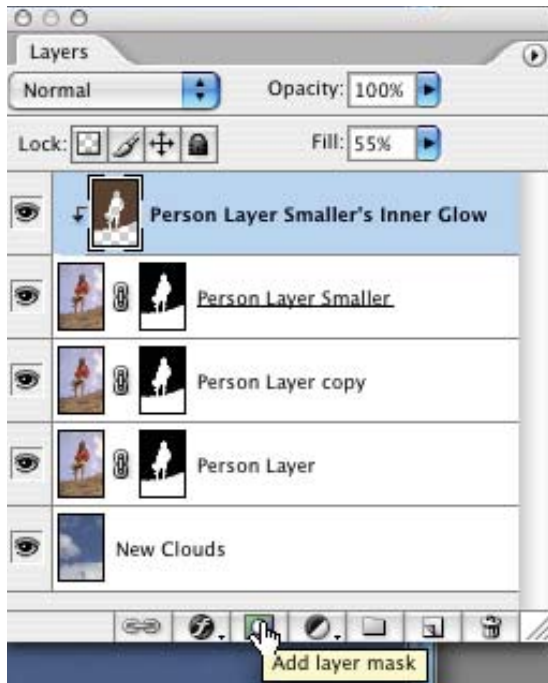 Layers
Normal Opacity: 100%
Lock: Fill: 55%
Person Layer Smaller's Inner Glow
Person Layer Smaller
Person Layer copy
Person Layer
New Clouds
Add layer mask